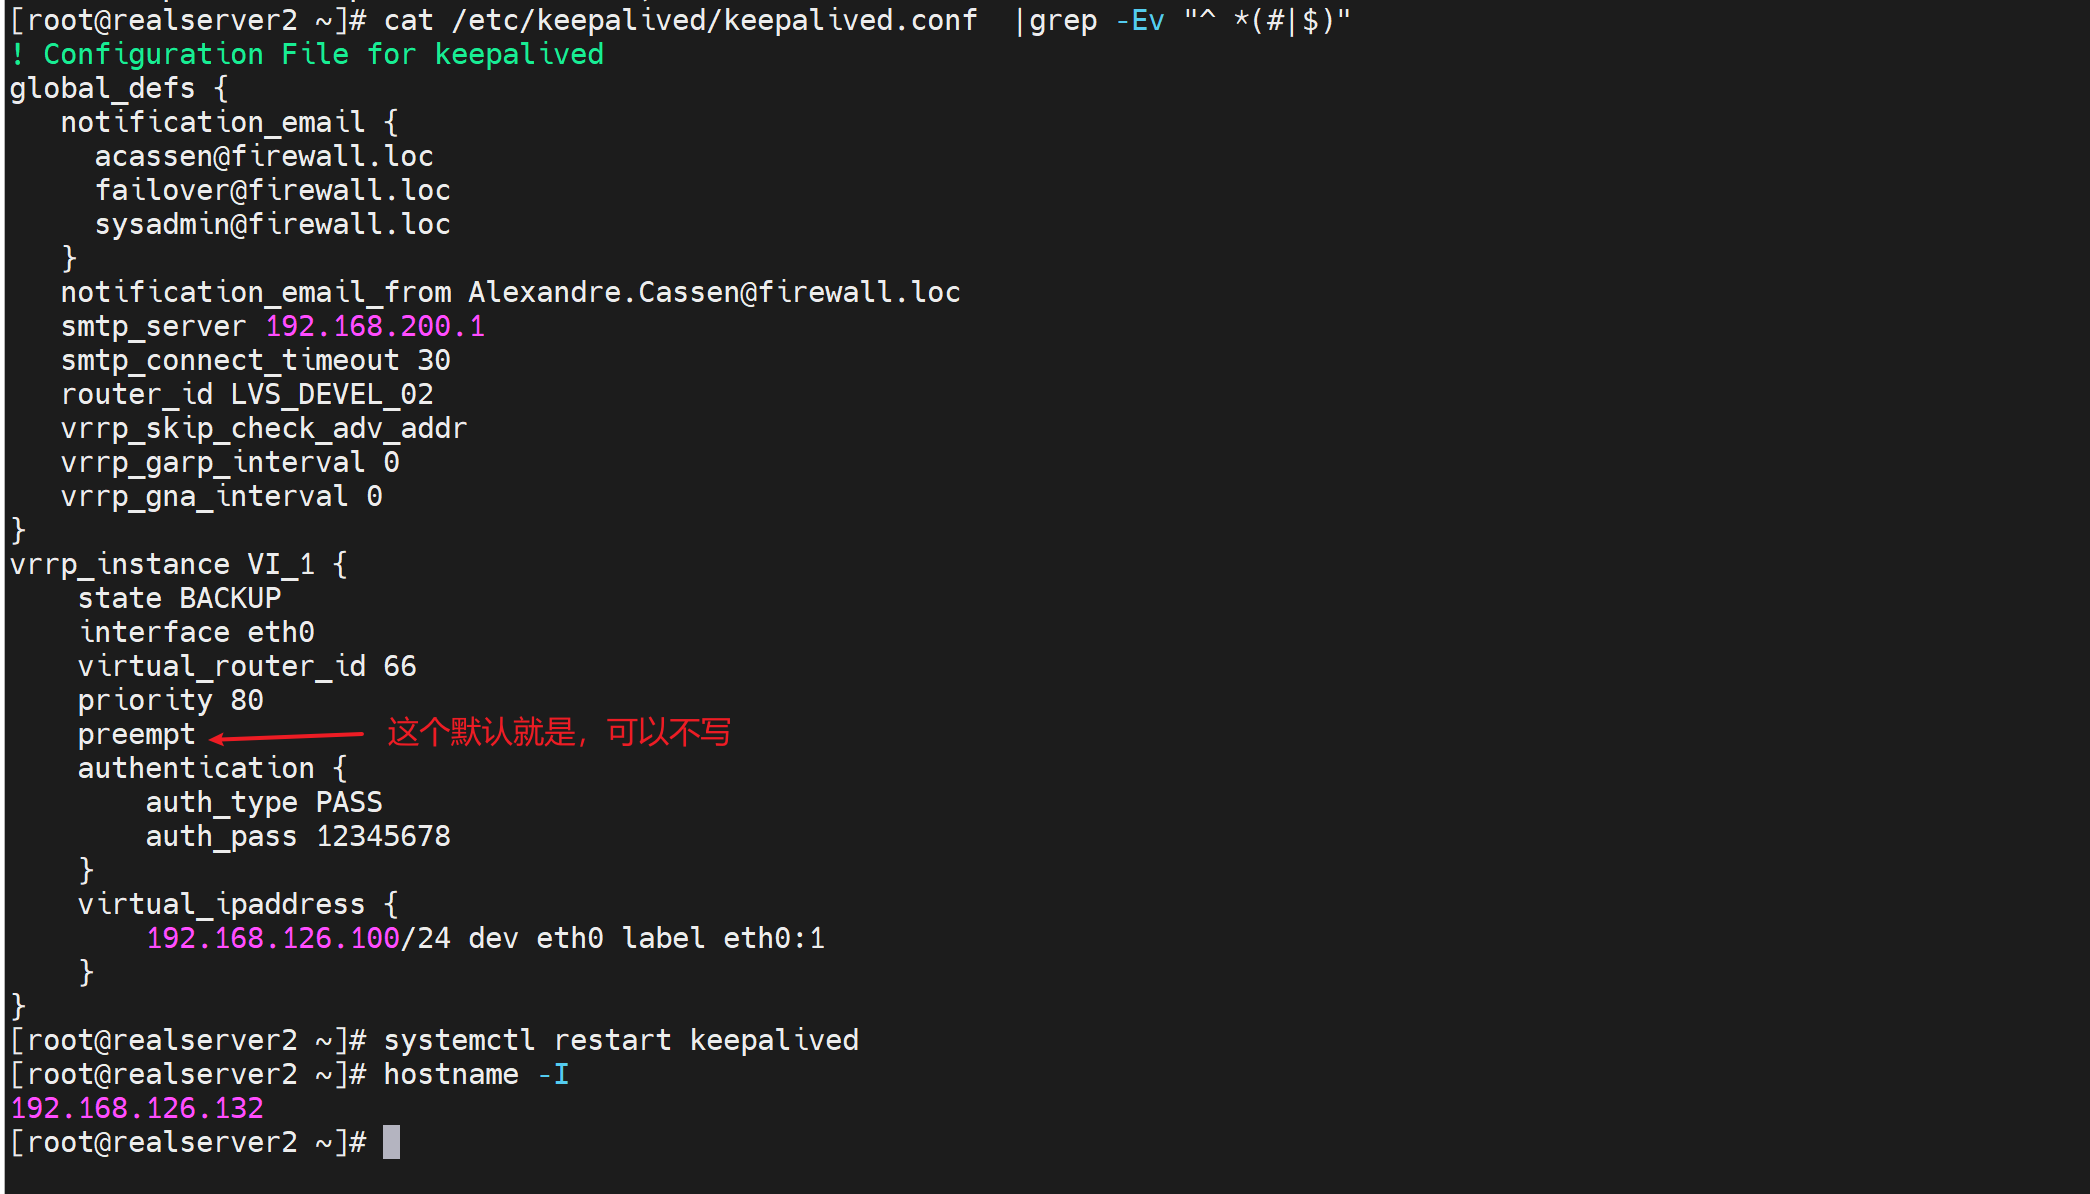 [root@realserver2 ~]# cat /etc/keepalived/keepalived.conf  |grep -Ev "^ *(#|$)"
! Configuration File for keepalived
global_defs {
   notification_email {
     acassen@firewall.loc
     failover@firewall.loc
     sysadmin@firewall.loc
   }
   notification_email_from Alexandre.Cassen@firewall.loc
   smtp_server 192.168.200.1
   smtp_connect_timeout 30
   router_id LVS_DEVEL_02
   vrrp_skip_check_adv_addr
   vrrp_garp_interval 0
   vrrp_gna_interval 0
}
vrrp_instance VI_1 {
    state BACKUP
    interface eth0
    virtual_router_id 66
    priority 80
    preempt 这个默认就是，可以不写
    authentication {
        auth_type PASS
        auth_pass 12345678
    }
    virtual_ipaddress {
        192.168.126.100/24 dev eth0 label eth0:1
    }
}
[root@realserver2 ~]# systemctl restart keepalived
[root@realserver2 ~]# hostname -I
192.168.126.132
[root@realserver2 ~]#